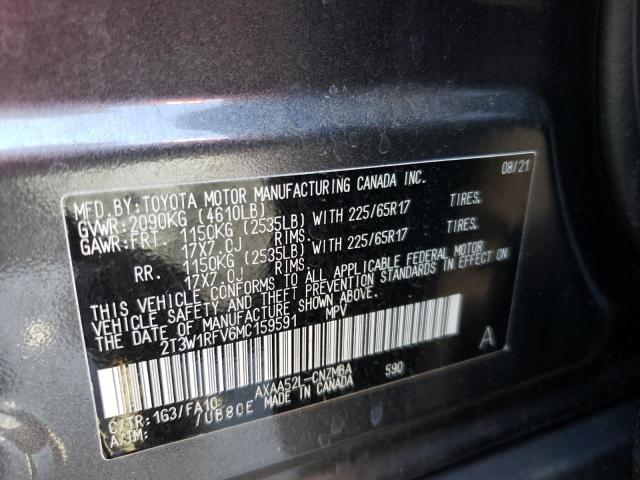 MFD. BY: TOYOTA MOTOR MANUFACTURING CANADA INC. 08/21
GVWR: 2090KG (4610LB)
GAWR: FRT. 1150KG (2535LB) WITH 225/65R17 TIRES,
17X7.0J RIMS.
RR. 1150KG (2535LB) WITH 225/65R17 TIRES,
17X7.0J RIMS.
THIS VEHICLE CONFORMS TO ALL APPLICABLE FEDERAL MOTOR
VEHICLE SAFETY AND THEFT PREVENTION STANDARDS IN EFFECT ON
THE DATE OF MANUFACTURE SHOWN ABOVE.
2T3W1RFV6MC159591 MPV
A
AXAA52L-CNZMBA 590
C/TR: 1G3/FA10 MADE IN CANADA
A/TM: /UB80E